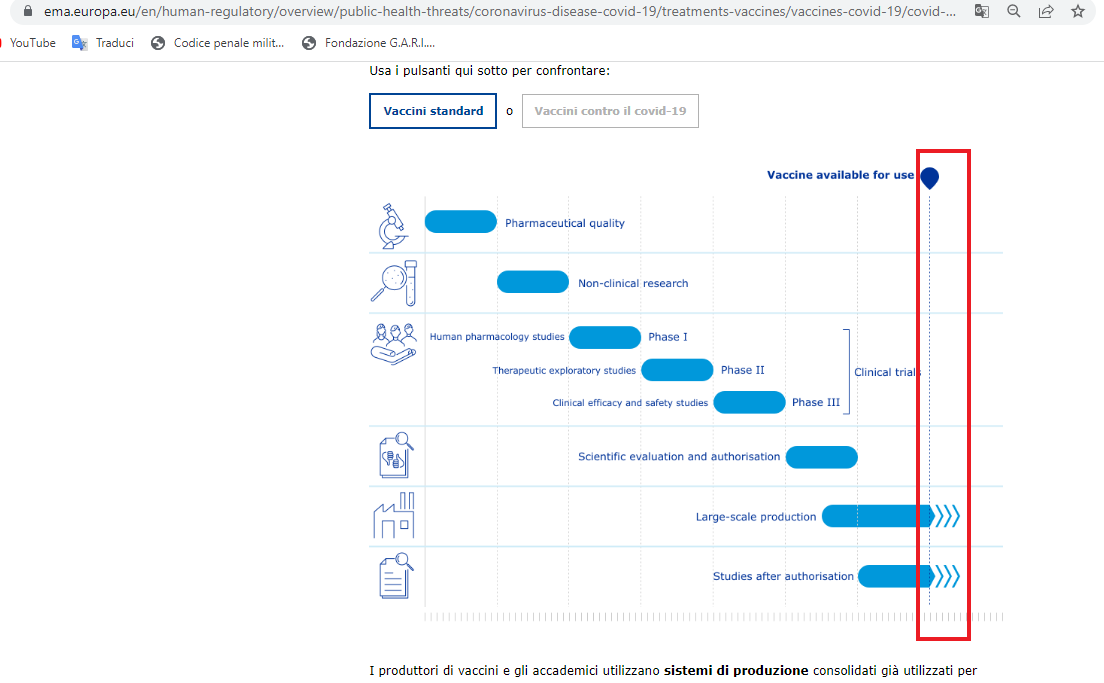 ema.europa.eu/en/human-regulatory/overview/public-health-threats/coronavirus-disease-covid-19/treatments-vaccines/vaccines-covid-19/covid-...
YouTube Traduci Codice penale milit... Fondazione G.A.R.I....
Usa i pulsanti qui sotto per confrontare:
Vaccini standard o Vaccini contro il covid-19
Vaccine available for use
Pharmaceutical quality
Non-clinical research
Human pharmacology studies Phase I
Therapeutic exploratory studies Phase II
Clinical trials
Clinical efficacy and safety studies Phase III
Scientific evaluation and authorisation
Large-scale production
Studies after authorisation
I produttori di vaccini e gli accademici utilizzano sistemi di produzione consolidati già utilizzati per